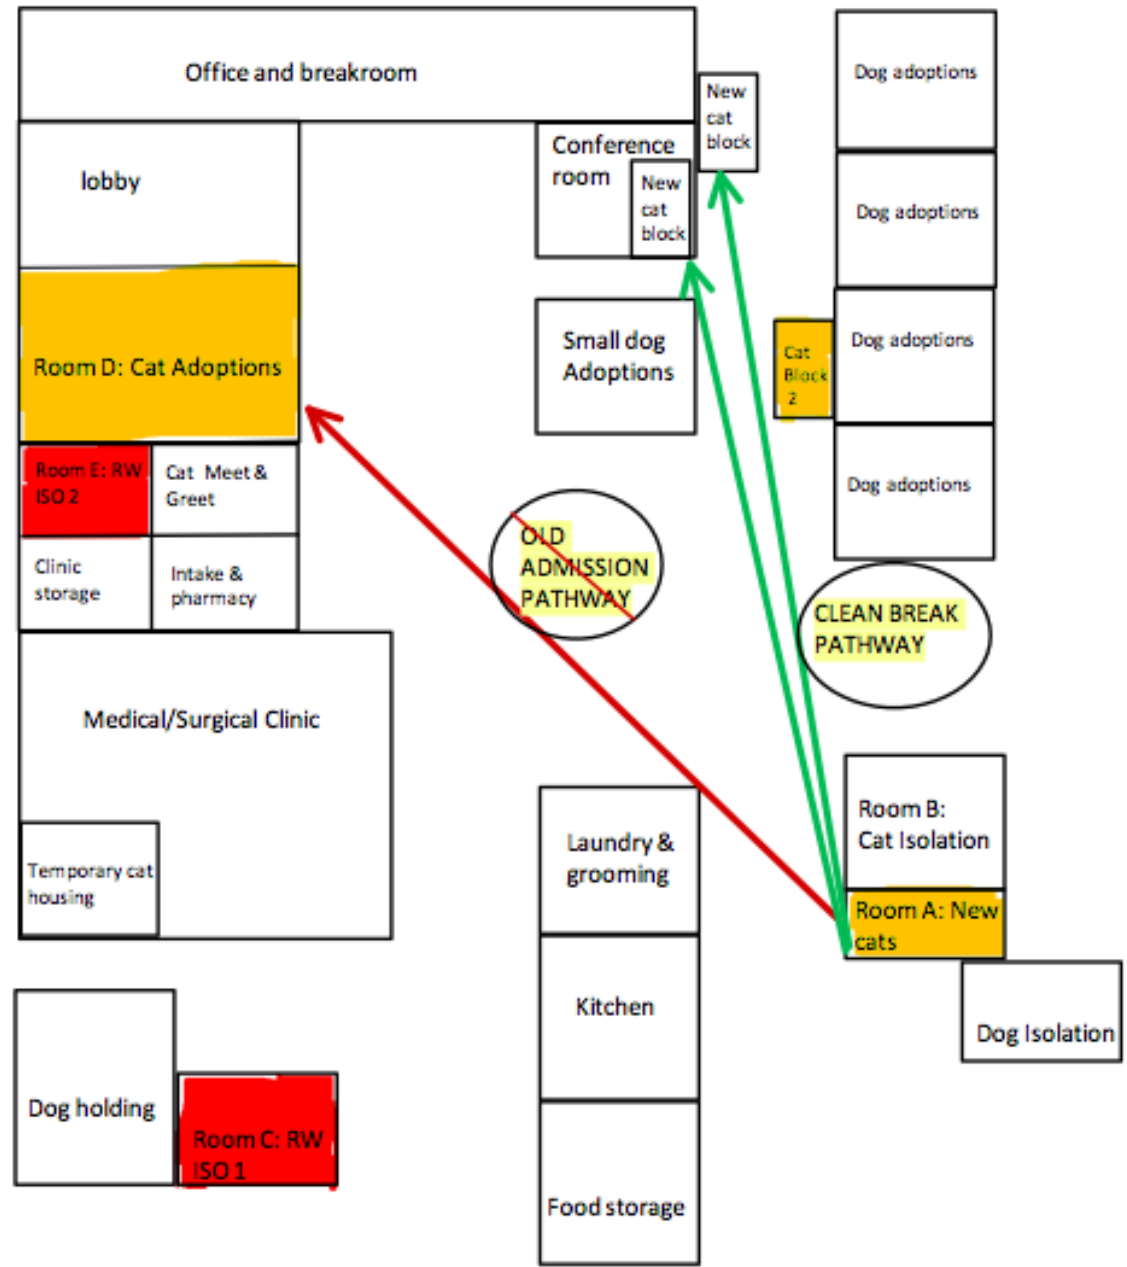 Office and breakroom
New
cat
block
Dog adoptions
lobby
Conference
room
New
cat
block
Dog adoptions
Room D: Cat Adoptions
Small dog
Adoptions
Cat
Block
2
Dog adoptions
Room E: RW
ISO 2
Cat Meet &
Greet
Dog adoptions
Clinic
storage
Intake &
pharmacy
OLD
ADMISSION
PATHWAY
CLEAN BREAK
PATHWAY
Medical/Surgical Clinic
Temporary cat
housing
Laundry &
grooming
Room B:
Cat Isolation
Room A: New
cats
Kitchen
Dog Isolation
Dog holding
Room C: RW
ISO 1
Food storage